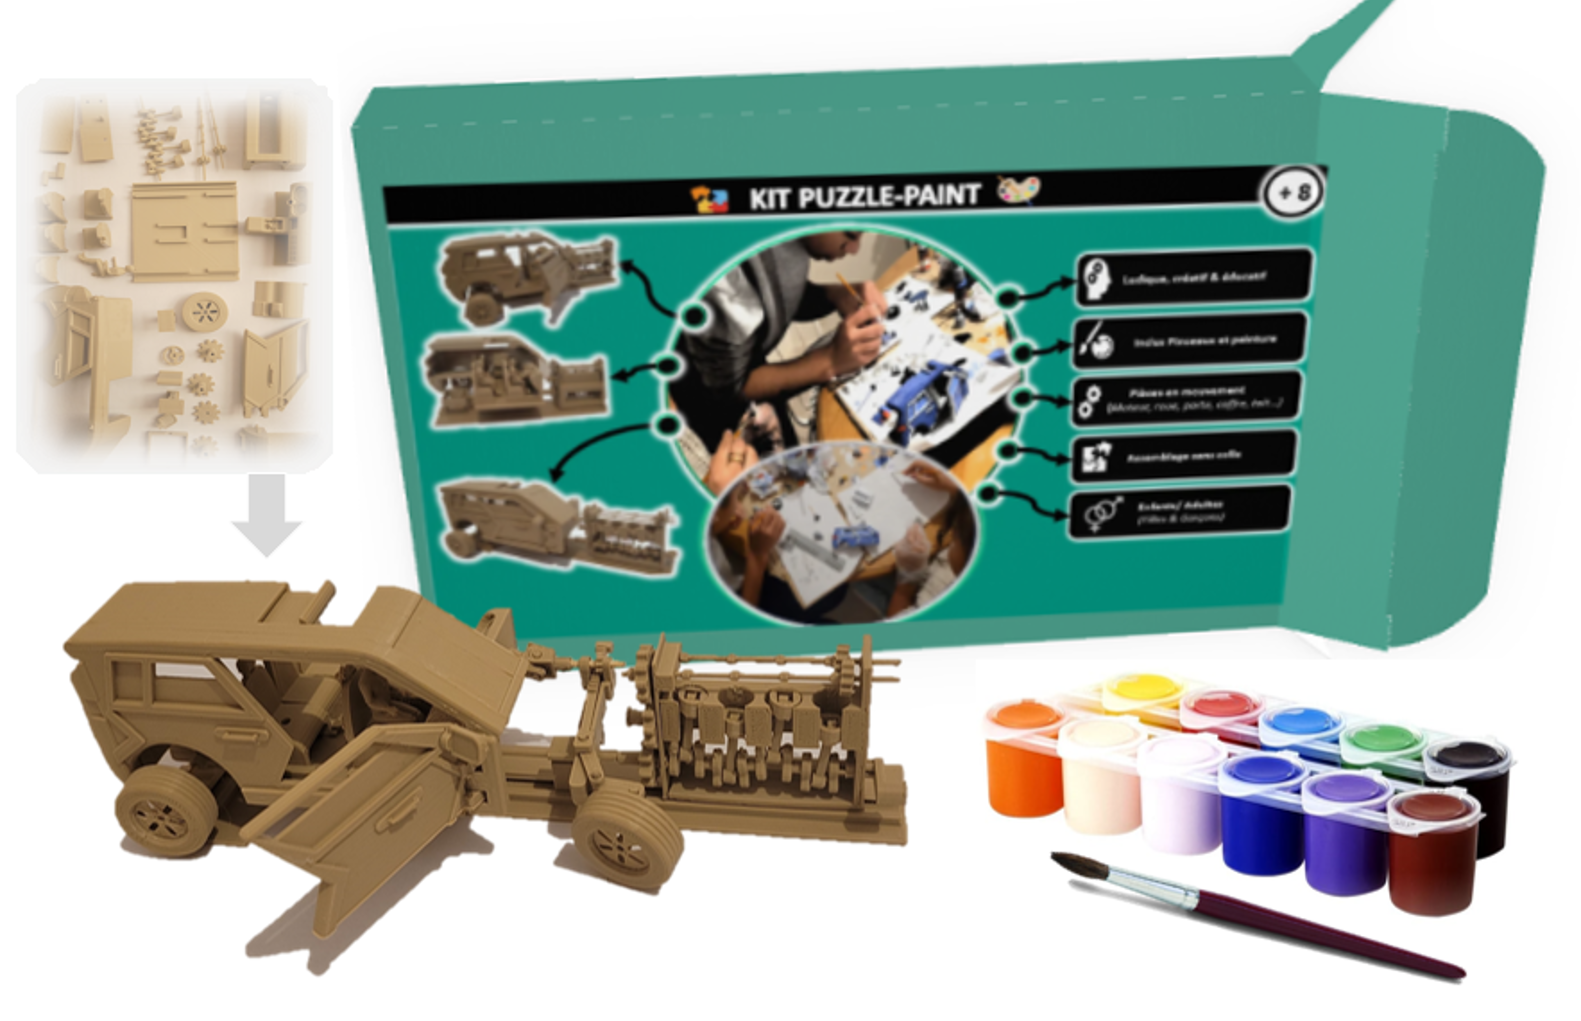 KIT PUZZLE-PAINT
+ 8
Ludique, créatif & éducatif
Inclus Pinceaux et peinture
Pièces en mouvement
(Moteur, roue, porte, coffre,
Assemblage sans colle
Enfants/ Adultes
(Filles & Garçons)